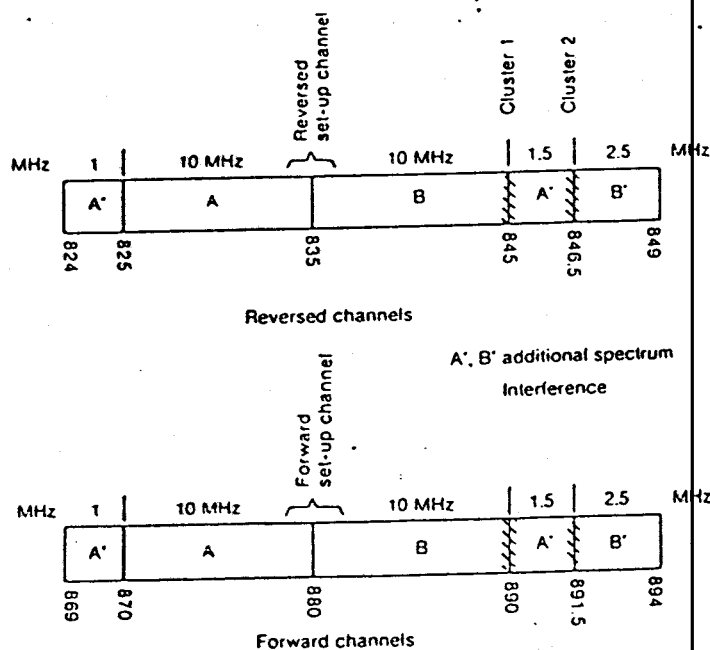 Reversed
set-up channel
Cluster 1
Cluster 2
MHz 1 10 MHz 10 MHz 1.5 2.5 MHz
A' A B A' B'
824 825 835 845 846.5 849
Reversed channels
A', B' additional spectrum
Interference
Forward
set-up channel
MHz 1 10 MHz 10 MHz 1.5 2.5 MHz
A' A B A' B'
869 870 880 890 891.5 894
Forward channels